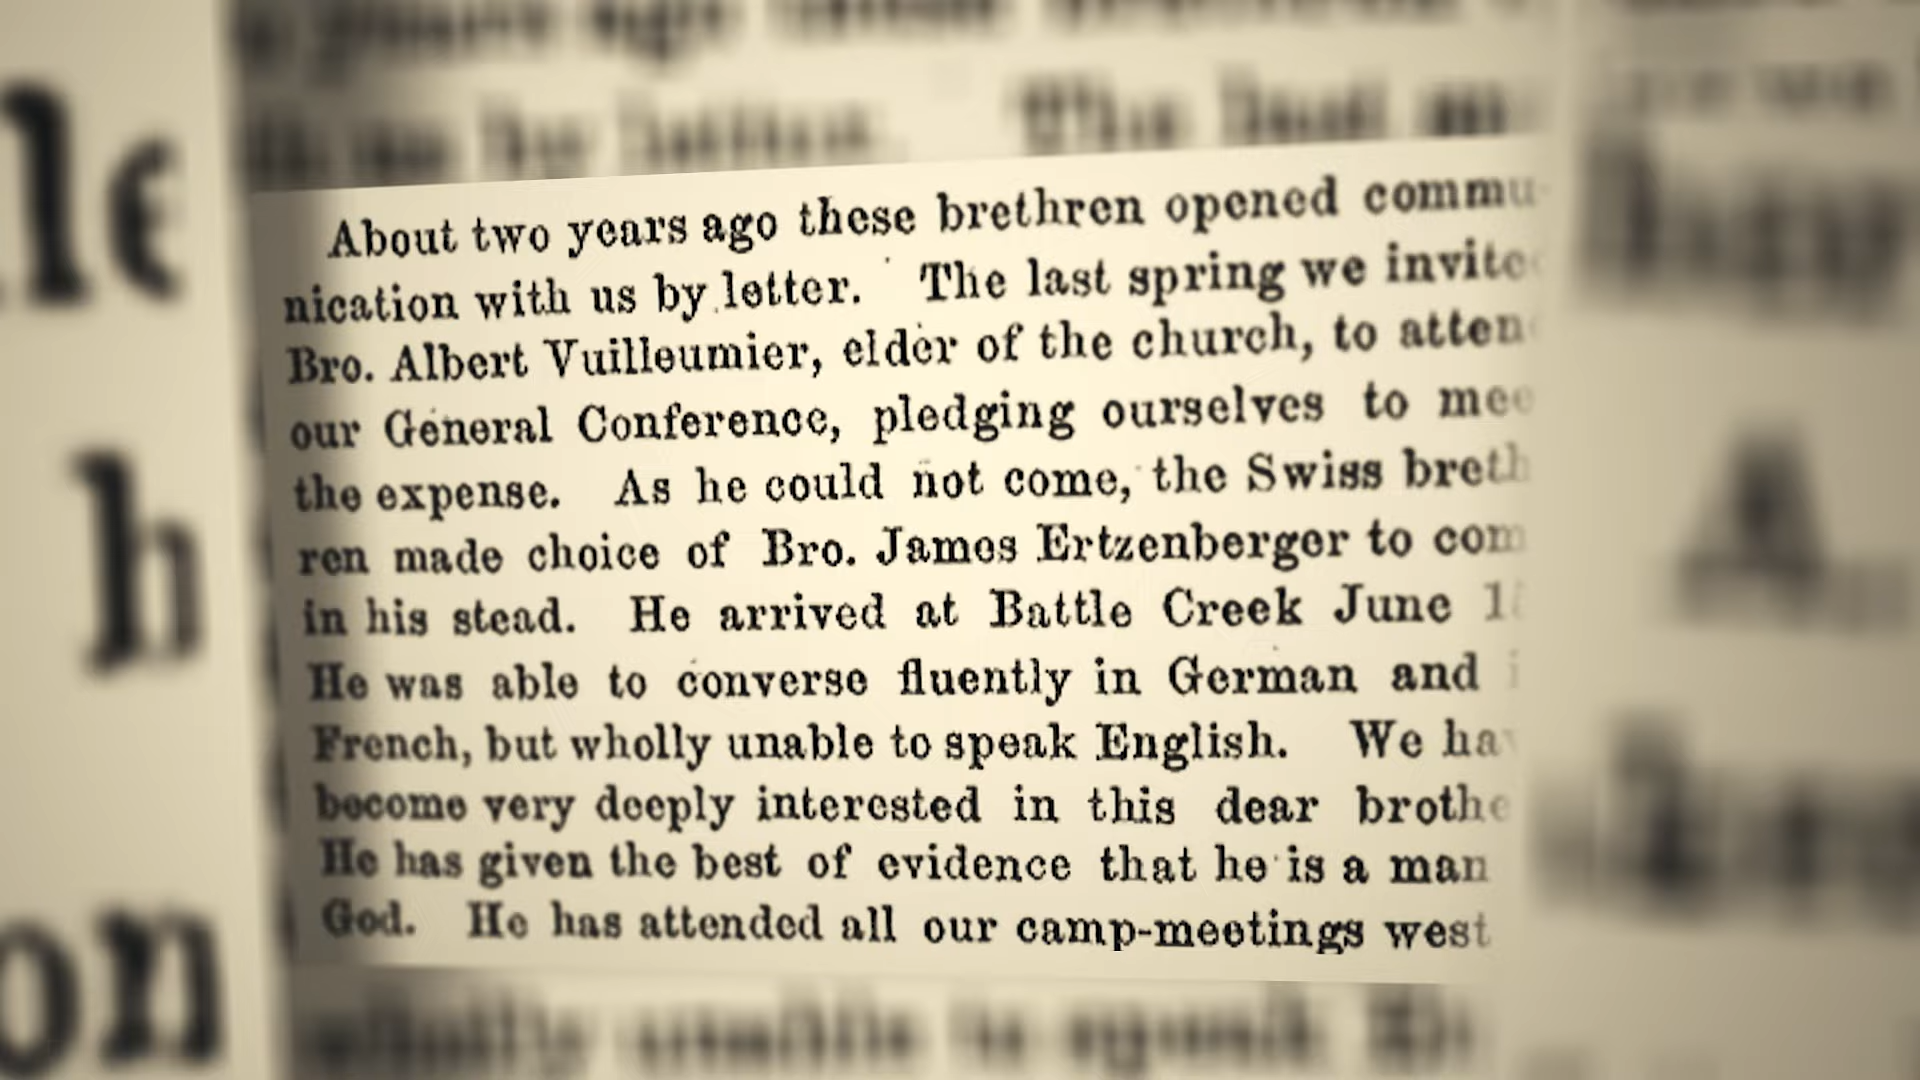 About two years ago these brethren opened commu-
nication with us by letter. The last spring we invite
Bro. Albert Vuilleumier, elder of the church, to atten
our General Conference, pledging ourselves to mee
the expense. As he could not come, the Swiss breth
ren made choice of Bro. James Ertzenberger to com
in his stead. He arrived at Battle Creek June
He was able to converse fluently in German and i
French, but wholly unable to speak English. We hav
become very deeply interested in this dear brothe
He has given the best of evidence that he is a man
God. He has attended all our camp-meetings west